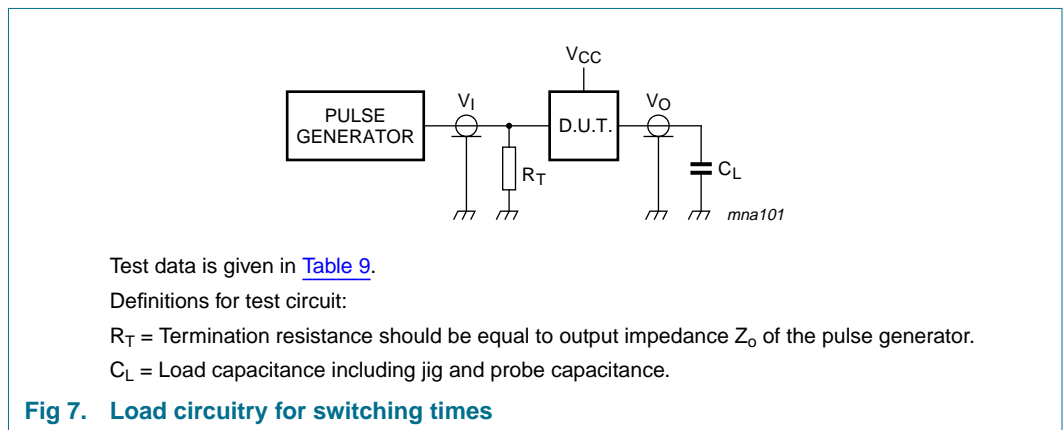 VCC
PULSE
GENERATOR
VI
D.U.T.
VO
RT
CL
mna101
Test data is given in Table 9.
Definitions for test circuit:
RT = Termination resistance should be equal to output impedance Zo of the pulse generator.
CL = Load capacitance including jig and probe capacitance.
Fig 7. Load circuitry for switching times